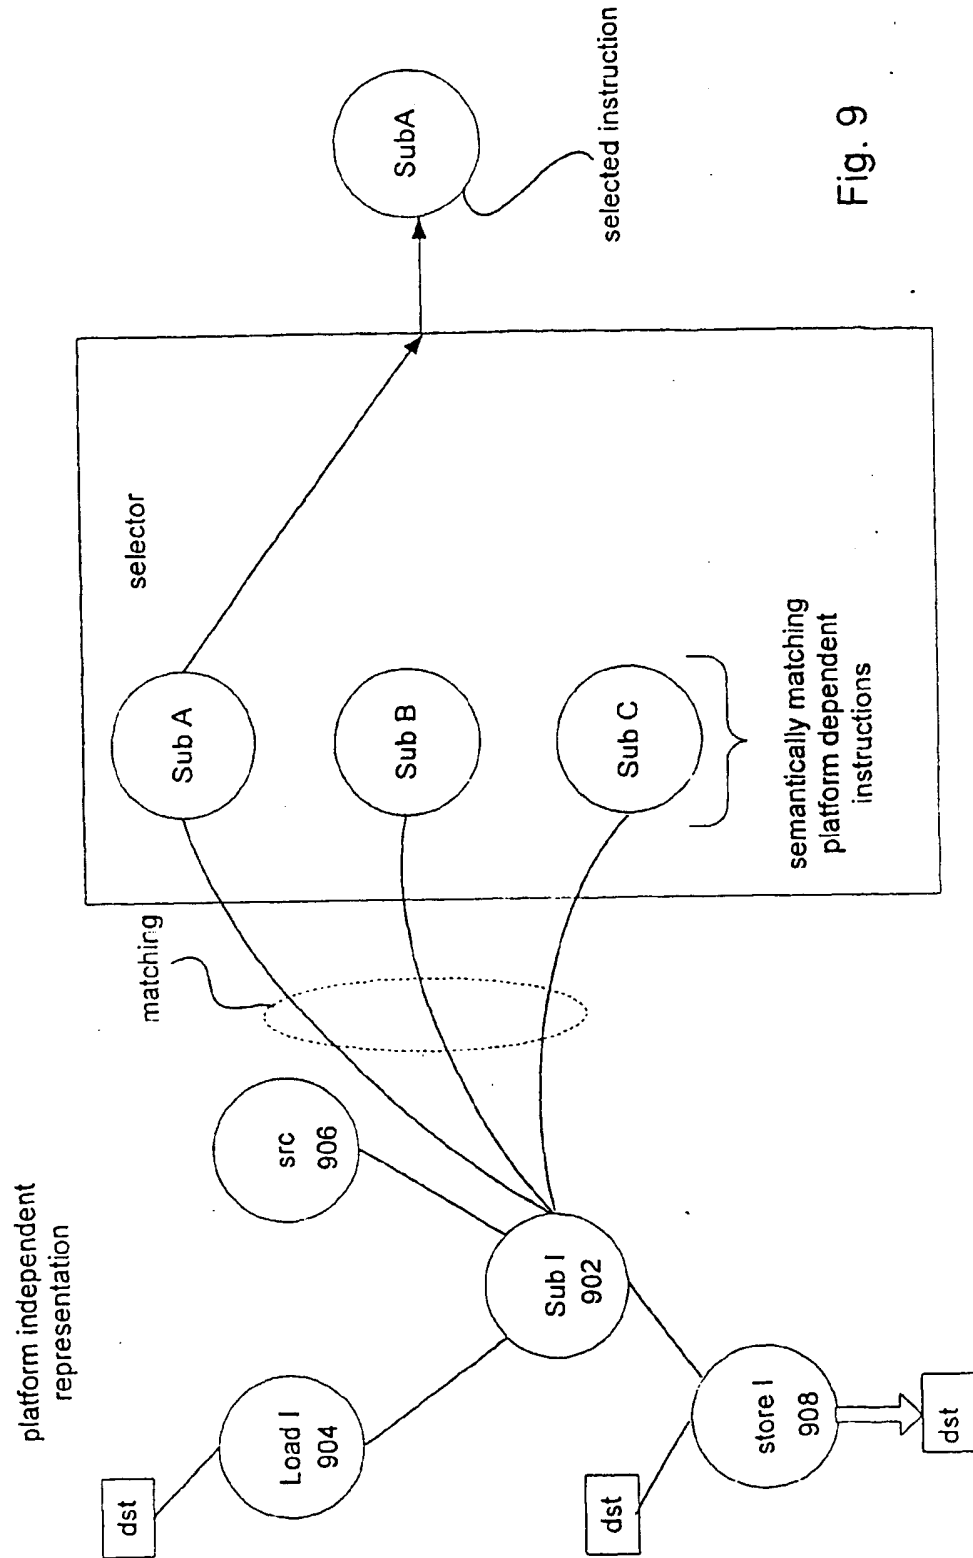 platform independent
representation
dst
Load I
904
src
906
Sub I
902
dst
store I
908
dst
matching
Sub A
Sub B
Sub C
selector
semantically matching
platform dependent
instructions
SubA
selected instruction
Fig. 9